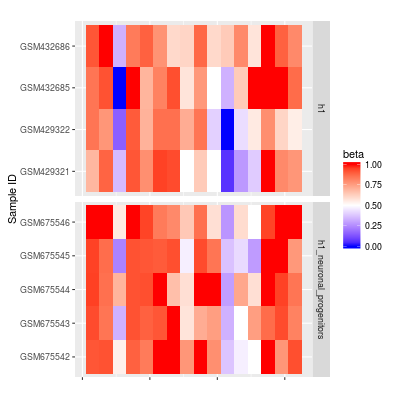 GSM432686
GSM432685
GSM429322
GSM429321
h1
GSM675546
GSM675545
GSM675544
GSM675543
GSM675542
h1_neuronal_progenitors
Sample ID
beta
1.00
0.75
0.50
0.25
0.00